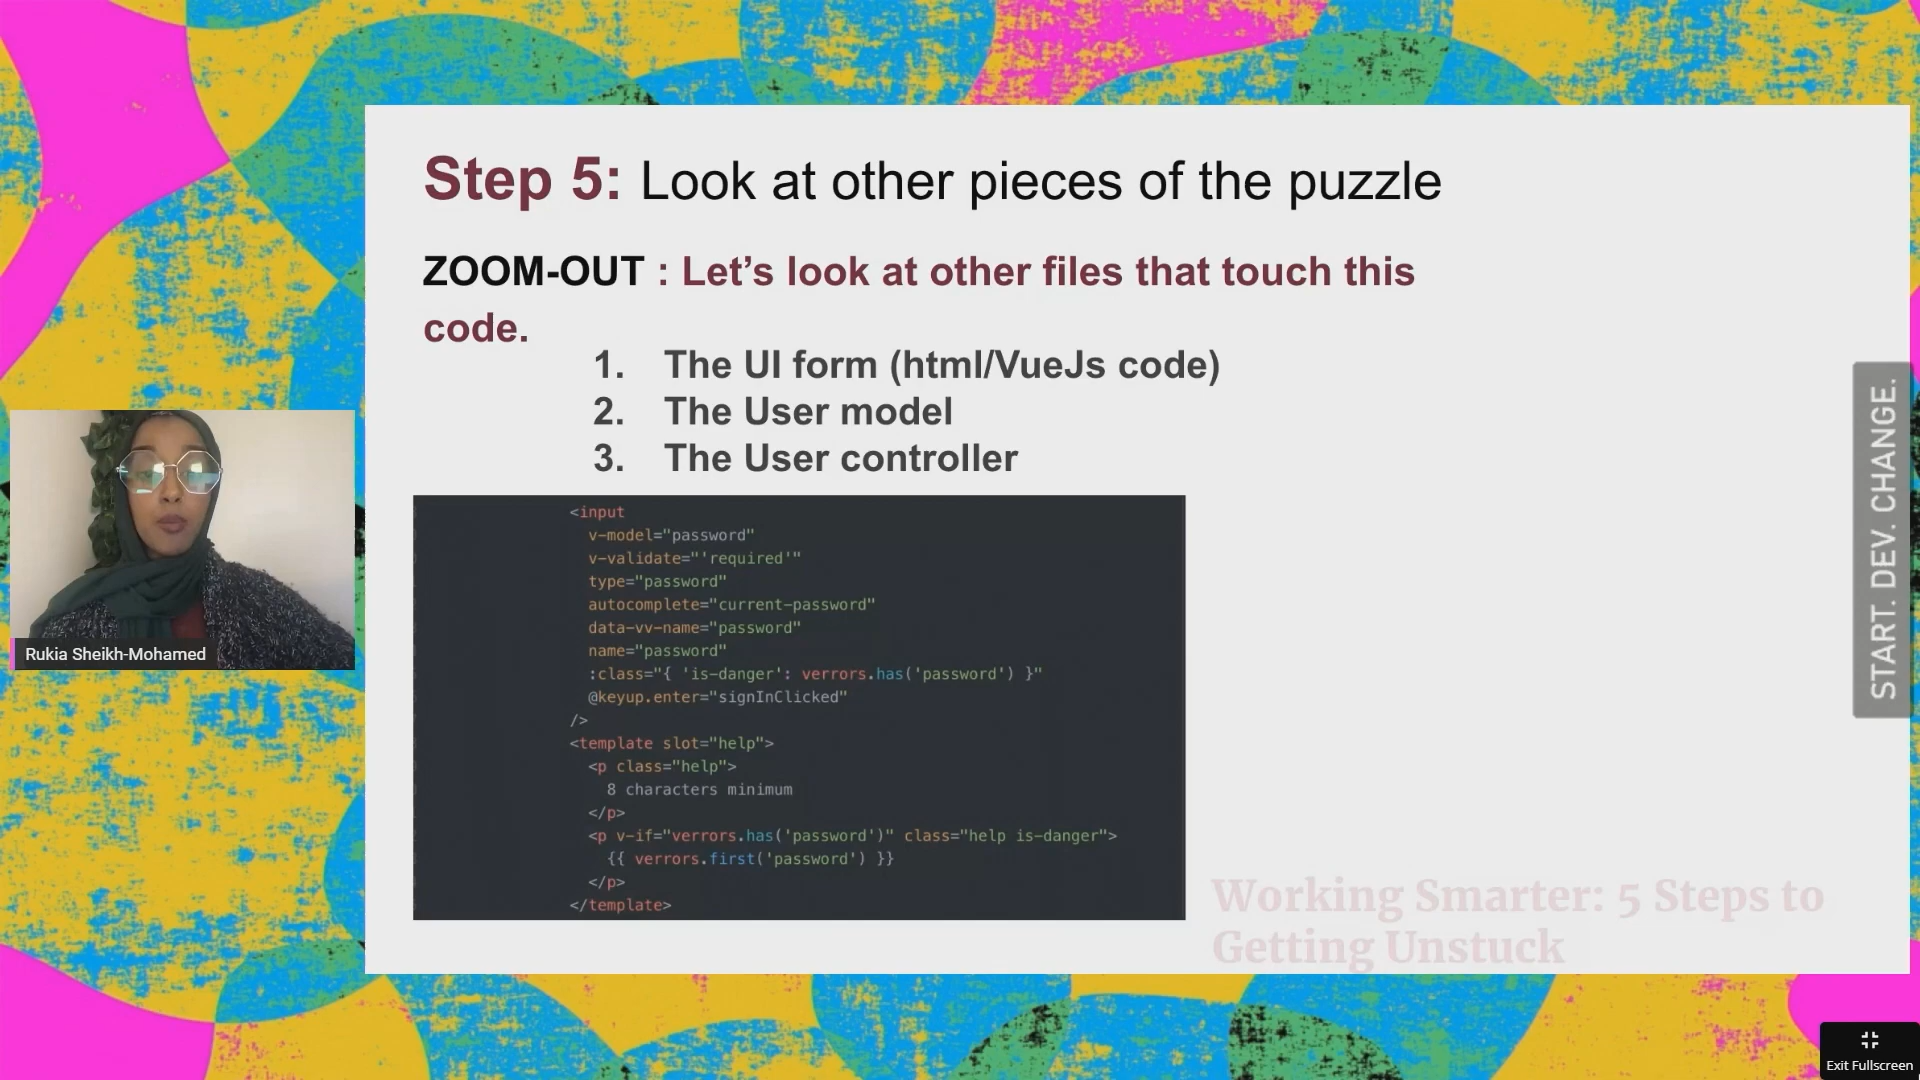 Step 5: Look at other pieces of the puzzle
ZOOM-OUT : Let’s look at other files that touch this
code.
1. The UI form (html/VueJs code)
2. The User model
3. The User controller
<input
v-model="password"
v-validate="'required'"
type="password"
autocomplete="current-password"
data-vv-name="password"
name="password"
:class="{ 'is-danger': verrors.has('password') }"
@keyup.enter="signInClicked"
/>
<template slot="help">
<p class="help">
8 characters minimum
</p>
<p v-if="verrors.has('password')" class="help is-danger">
{{ verrors.first('password') }}
</p>
</template>
Working Smarter: 5 Steps to
Getting Unstuck
Rukia Sheikh-Mohamed
START. DEV. CHANGE.
Exit Fullscreen